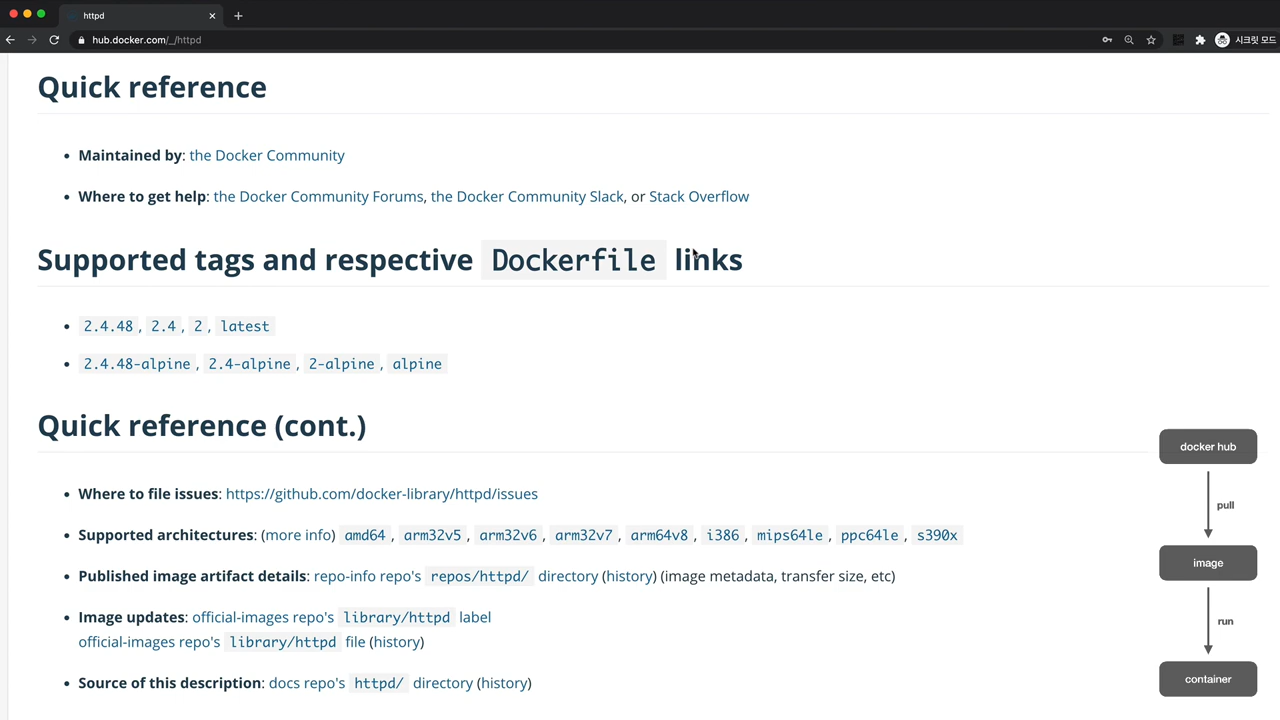 httpd
hub.docker.com/_/httpd
시크릿 모드
Quick reference
• Maintained by: the Docker Community
• Where to get help: the Docker Community Forums, the Docker Community Slack, or Stack Overflow
Supported tags and respective Dockerfile links
• 2.4.48, 2.4, 2, latest
• 2.4.48-alpine, 2.4-alpine, 2-alpine, alpine
Quick reference (cont.)
• Where to file issues: https://github.com/docker-library/httpd/issues
• Supported architectures: (more info) amd64, arm32v5, arm32v6, arm32v7, arm64v8, i386, mips64le, ppc64le, s390x
• Published image artifact details: repo-info repo's repos/httpd/ directory (history) (image metadata, transfer size, etc)
• Image updates: official-images repo's library/httpd label
official-images repo's library/httpd file (history)
• Source of this description: docs repo's httpd/ directory (history)
docker hub
pull
image
run
container